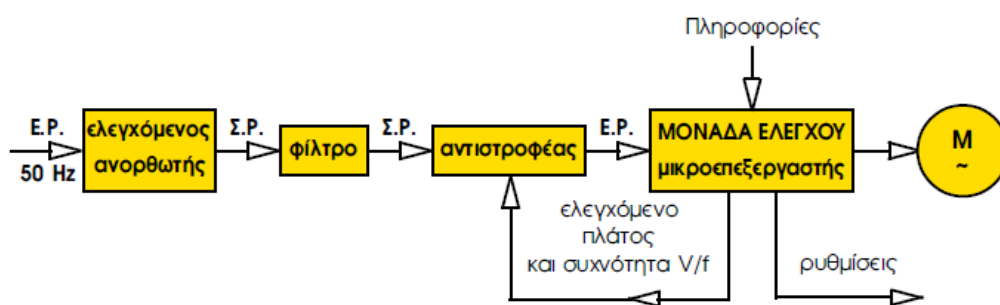 Πληροφορίες
Ε.Ρ.
50 Hz
ελεγχόμενος
ανορθωτής
Σ.Ρ.
φίλτρο
Σ.Ρ.
αντιστροφέας
Ε.Ρ.
ΜΟΝΑΔΑ ΕΛΕΓΧΟΥ
μικροεπεξεργαστής
Μ
~
ελεγχόμενο
πλάτος
και συχνότητα V/f
ρυθμίσεις